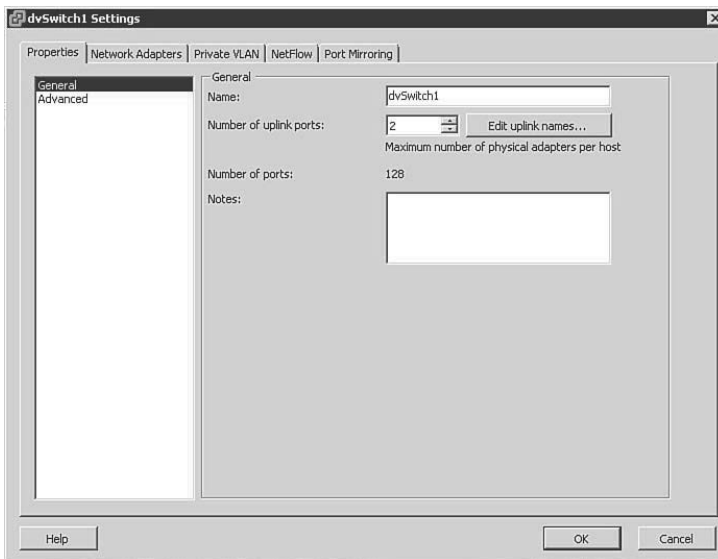 dvSwitch1 Settings
Properties Network Adapters Private VLAN NetFlow Port Mirroring
General
Advanced
General
Name: dvSwitch1
Number of uplink ports: 2 Edit uplink names...
Maximum number of physical adapters per host
Number of ports: 128
Notes:
Help OK Cancel